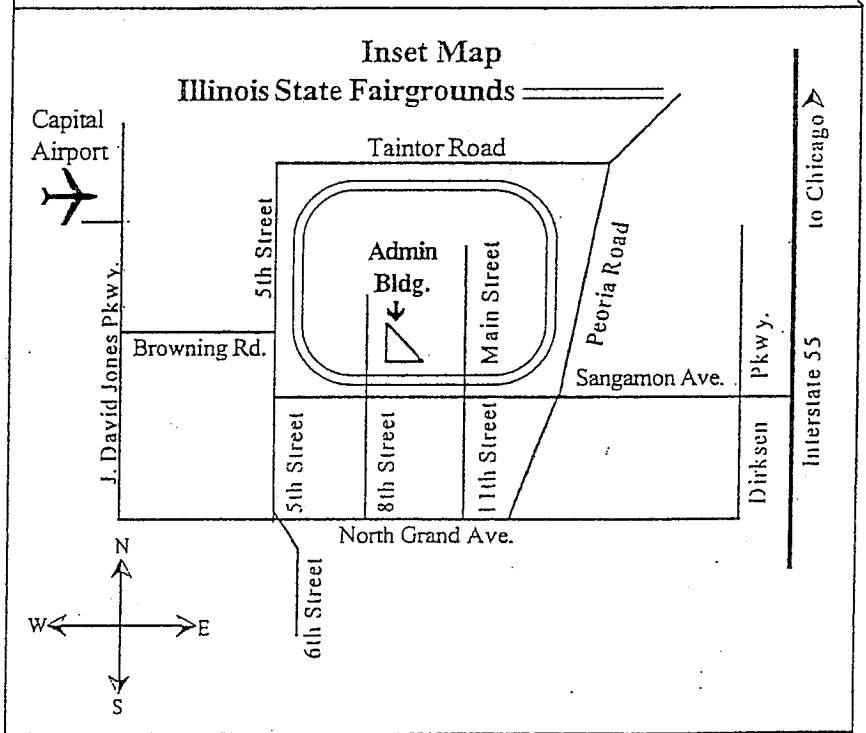 Inset Map
Illinois State Fairgrounds
Capital
Airport
to Chicago
Taintor Road
5th Street
Admin
Bldg.
Main Street
Peoria Road
J. David Jones Pkwy.
Browning Rd.
Sangamon Ave.
Pkwy.
Interstate 55
5th Street
8th Street
11th Street
Dirksen
North Grand Ave.
6th Street
N
W
E
S